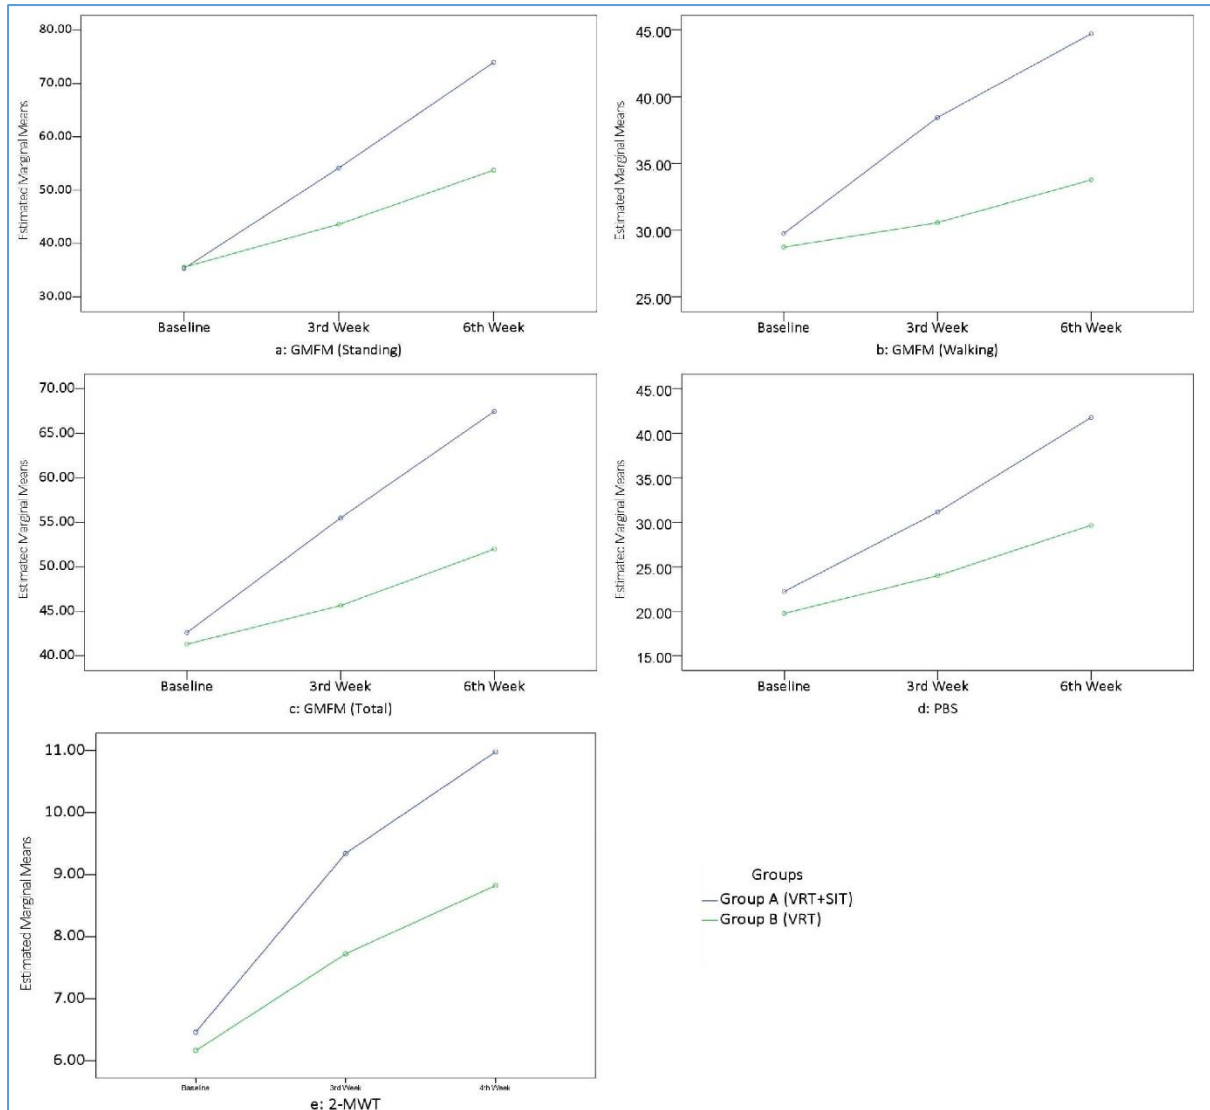 80.00
70.00
60.00
50.00
40.00
30.00
Estimated Marginal Means
Baseline 3rd Week 6th Week
a: GMFM (Standing)
45.00
40.00
35.00
30.00
25.00
Estimated Marginal Means
Baseline 3rd Week 6th Week
b: GMFM (Walking)
70.00
65.00
60.00
55.00
50.00
45.00
40.00
Estimated Marginal Means
Baseline 3rd Week 6th Week
c: GMFM (Total)
45.00
40.00
35.00
30.00
25.00
20.00
15.00
Estimated Marginal Means
Baseline 3rd Week 6th Week
d: PBS
11.00
10.00
9.00
8.00
7.00
6.00
Estimated Marginal Means
Baseline 3rd Week 4th Week
e: 2-MWT
Groups
Group A (VRT+SIT)
Group B (VRT)